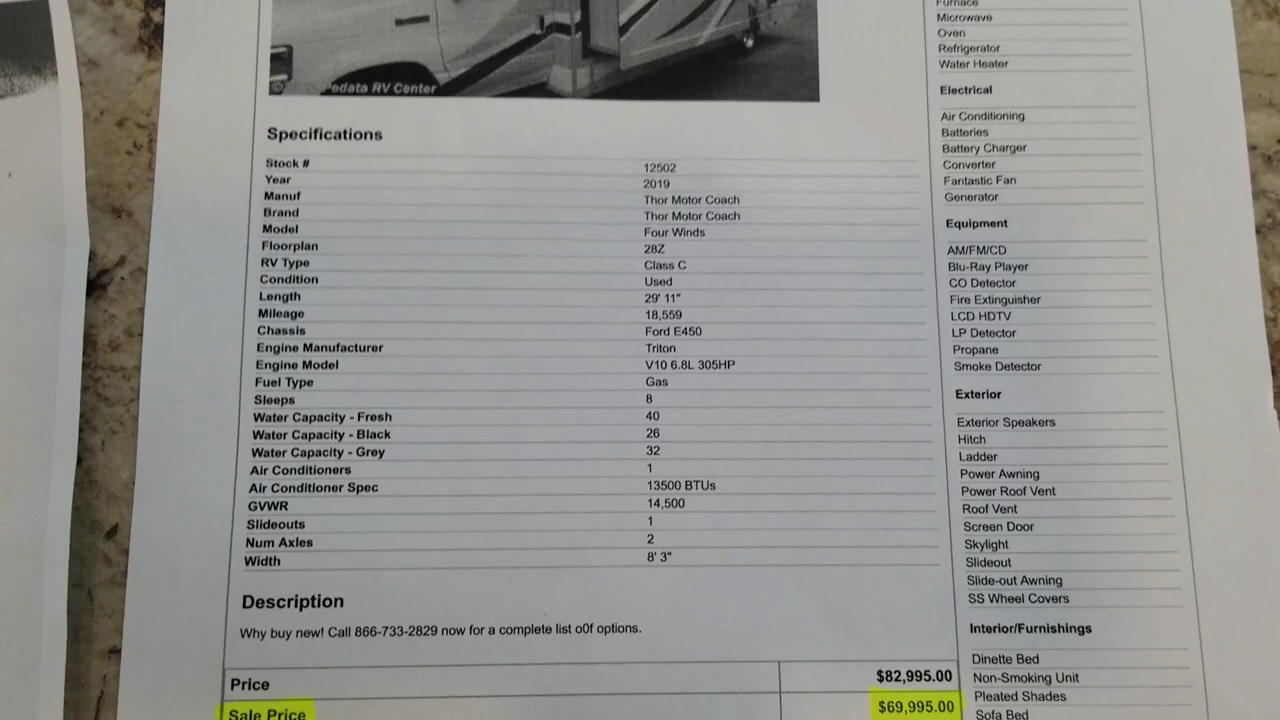 edata RV Center
Specifications
Stock # 12502
Year 2019
Manuf Thor Motor Coach
Brand Thor Motor Coach
Model Four Winds
Floorplan 28Z
RV Type Class C
Condition Used
Length 29' 11"
Mileage 18,559
Chassis Ford E450
Engine Manufacturer Triton
Engine Model V10 6.8L 305HP
Fuel Type Gas
Sleeps 8
Water Capacity - Fresh 40
Water Capacity - Black 26
Water Capacity - Grey 32
Air Conditioners 1
Air Conditioner Spec 13500 BTUs
GVWR 14,500
Slideouts 1
Num Axles 2
Width 8' 3"
Description
Why buy new! Call 866-733-2829 now for a complete list o0f options.
Price $82,995.00
Sale Price $69,995.00
Furnace
Microwave
Oven
Refrigerator
Water Heater
Electrical
Air Conditioning
Batteries
Battery Charger
Converter
Fantastic Fan
Generator
Equipment
AM/FM/CD
Blu-Ray Player
CO Detector
Fire Extinguisher
LCD HDTV
LP Detector
Propane
Smoke Detector
Exterior
Exterior Speakers
Hitch
Ladder
Power Awning
Power Roof Vent
Roof Vent
Screen Door
Skylight
Slideout
Slide-out Awning
SS Wheel Covers
Interior/Furnishings
Dinette Bed
Non-Smoking Unit
Pleated Shades
Sofa Bed